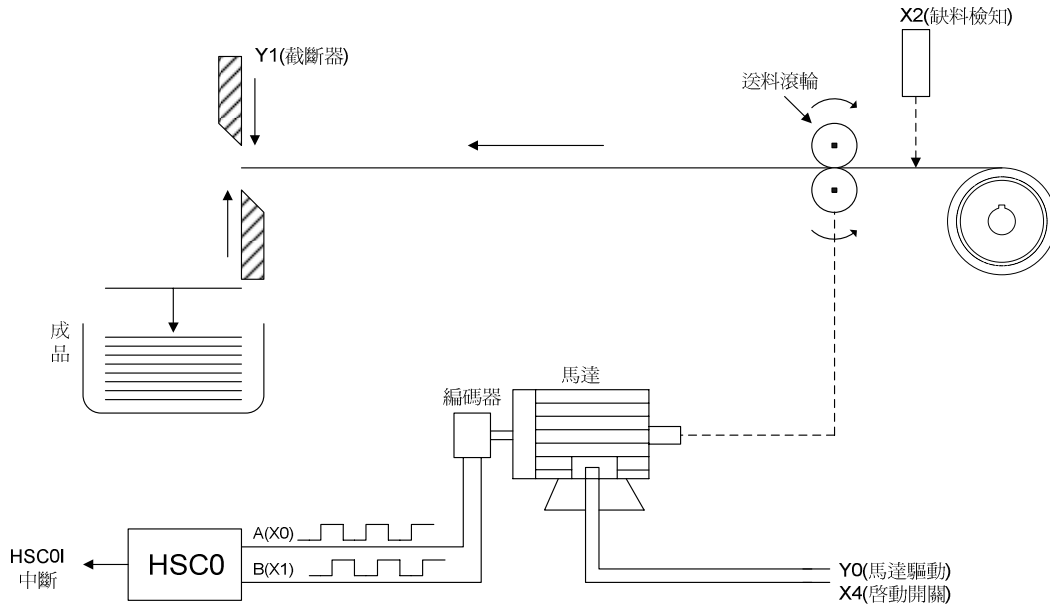 X2(缺料檢知)
Y1(截斷器)
送料滾輪
成
品
馬達
編碼器
A(X0)
HSC0I
中斷
HSC0
B(X1)
Y0(馬達驅動)
X4(啓動開關)